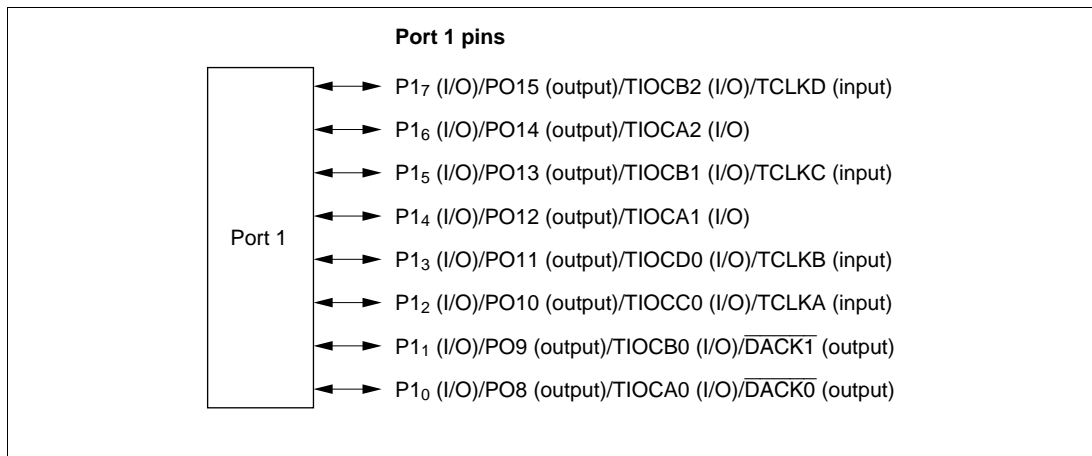 Port 1 pins
P1₇ (I/O)/PO15 (output)/TIOCB2 (I/O)/TCLKD (input)
P1₆ (I/O)/PO14 (output)/TIOCA2 (I/O)
P1₅ (I/O)/PO13 (output)/TIOCB1 (I/O)/TCLKC (input)
P1₄ (I/O)/PO12 (output)/TIOCA1 (I/O)
Port 1
P1₃ (I/O)/PO11 (output)/TIOCD0 (I/O)/TCLKB (input)
P1₂ (I/O)/PO10 (output)/TIOCC0 (I/O)/TCLKA (input)
P1₁ (I/O)/PO9 (output)/TIOCB0 (I/O)/D̅A̅C̅K̅1̅ (output)
P1₀ (I/O)/PO8 (output)/TIOCA0 (I/O)/D̅A̅C̅K̅0̅ (output)